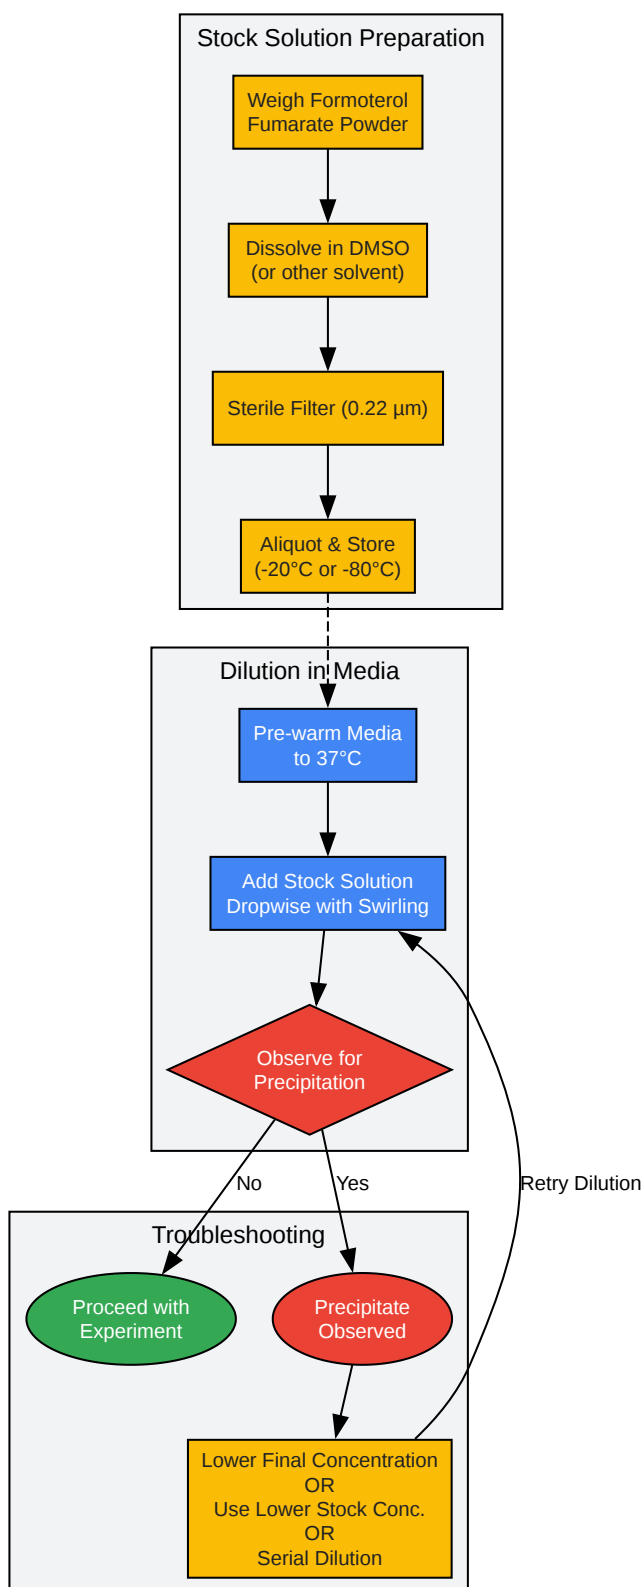 Stock Solution Preparation
Weigh Formoterol
Fumarate Powder
Dissolve in DMSO
(or other solvent)
Sterile Filter (0.22 µm)
Aliquot & Store
(-20°C or -80°C)
Dilution in Media
Pre-warm Media
to 37°C
Add Stock Solution
Dropwise with Swirling
Observe for
Precipitation
No
Yes
Retry Dilution
Troubleshooting
Proceed with
Experiment
Precipitate
Observed
Lower Final Concentration
OR
Use Lower Stock Conc.
OR
Serial Dilution